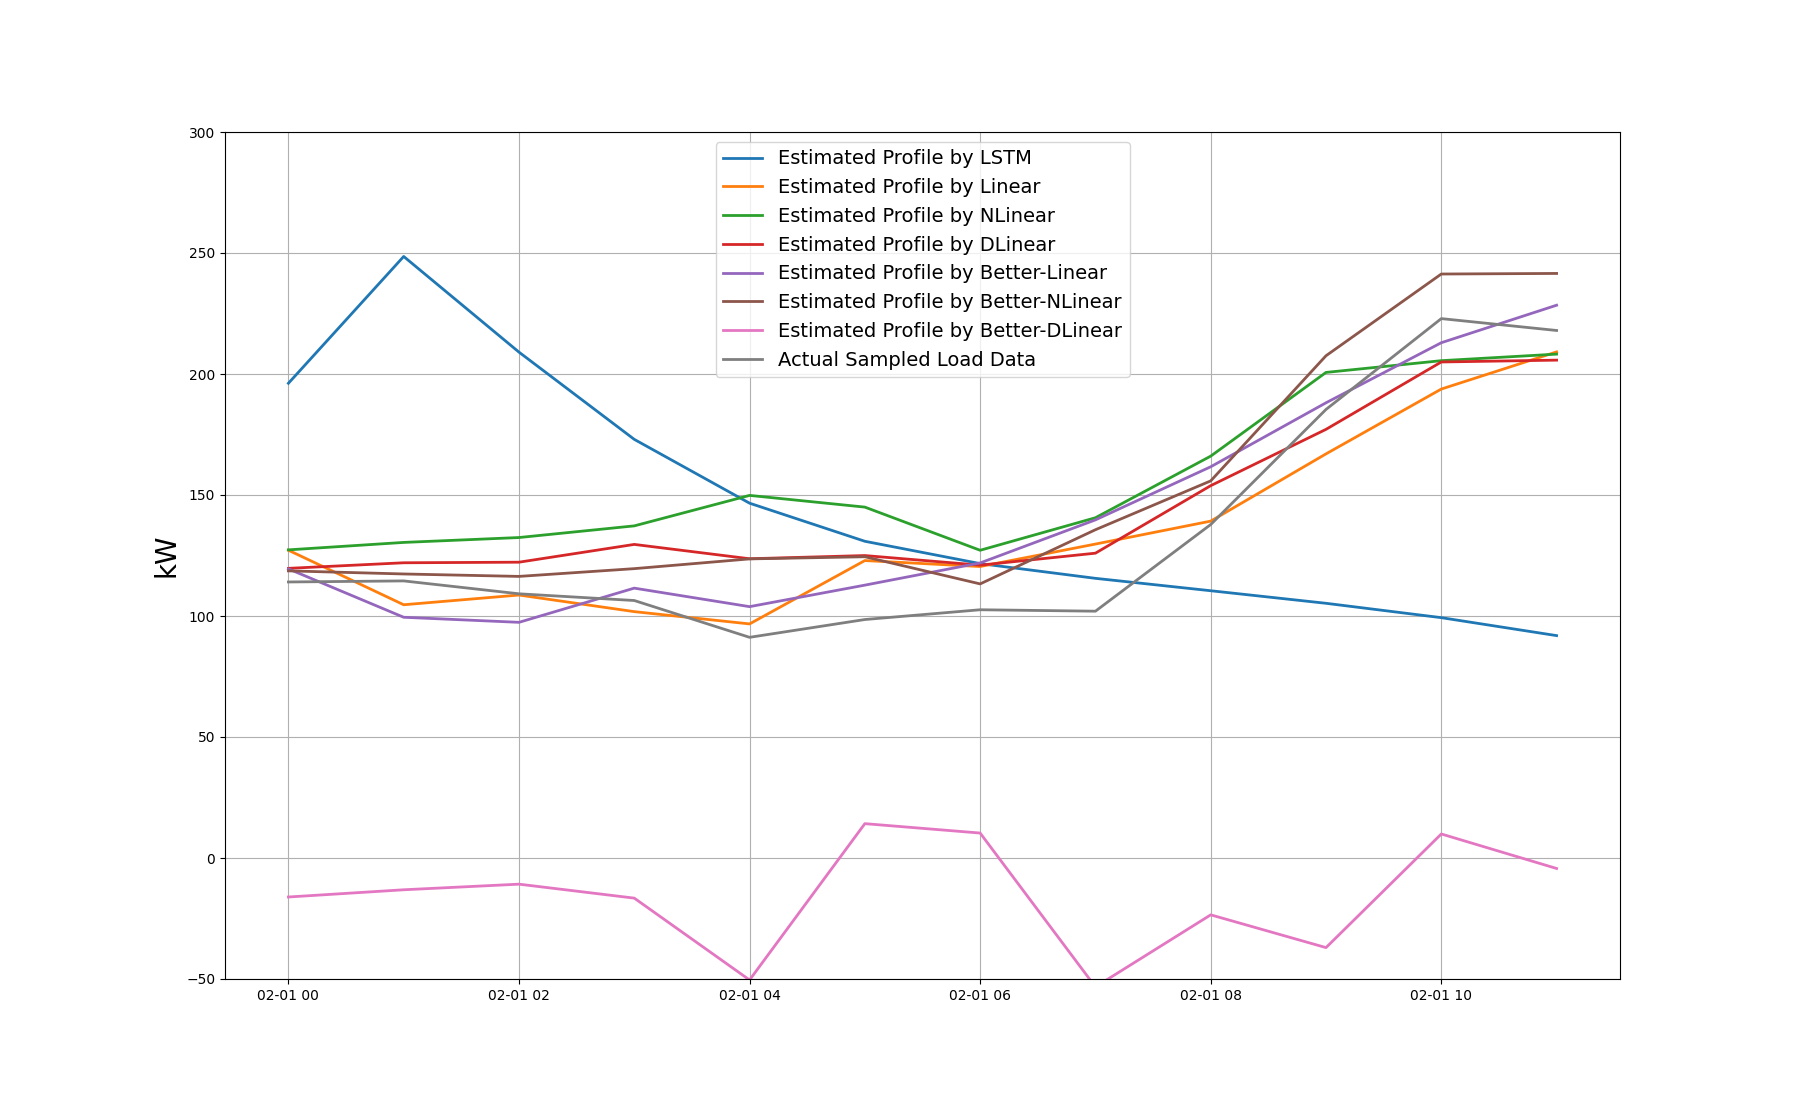 300
250
200
150
100
50
0
−50
kW
Estimated Profile by LSTM
Estimated Profile by Linear
Estimated Profile by NLinear
Estimated Profile by DLinear
Estimated Profile by Better-Linear
Estimated Profile by Better-NLinear
Estimated Profile by Better-DLinear
Actual Sampled Load Data
02-01 00 02-01 02 02-01 04 02-01 06 02-01 08 02-01 10